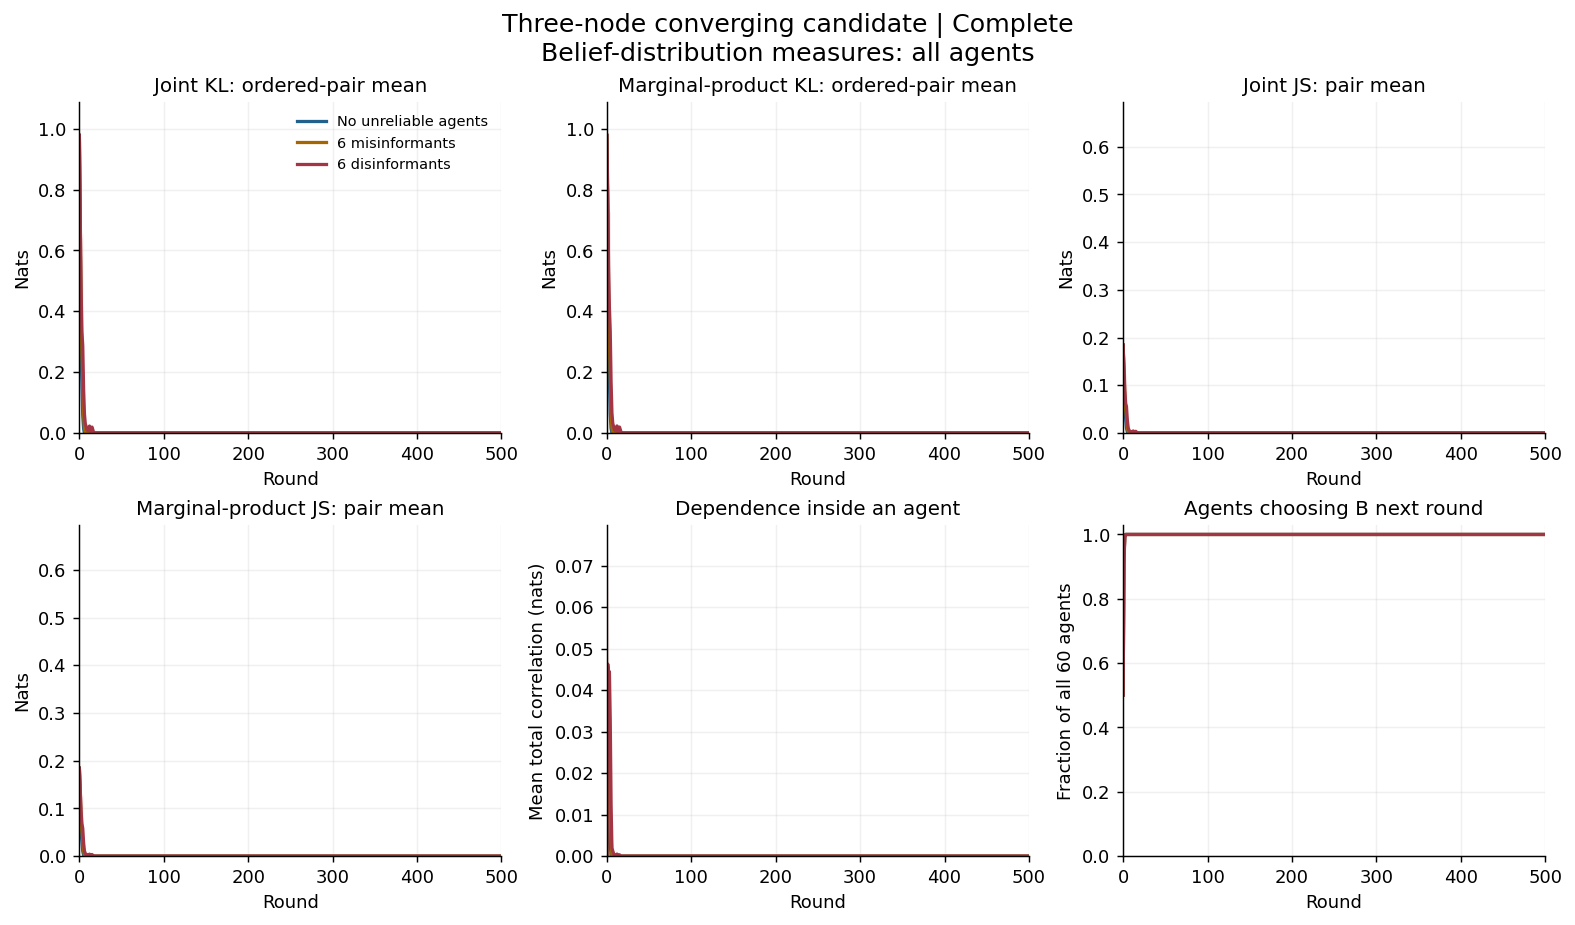 Three-node converging candidate | Complete
Belief-distribution measures: all agents
Joint KL: ordered-pair mean
Nats
1.0
0.8
0.6
0.4
0.2
0.0
No unreliable agents
6 misinformants
6 disinformants
0 100 200 300 400 500
Round
Marginal-product KL: ordered-pair mean
Nats
1.0
0.8
0.6
0.4
0.2
0.0
0 100 200 300 400 500
Round
Joint JS: pair mean
Nats
0.6
0.5
0.4
0.3
0.2
0.1
0.0
0 100 200 300 400 500
Round
Marginal-product JS: pair mean
Nats
0.6
0.5
0.4
0.3
0.2
0.1
0.0
0 100 200 300 400 500
Round
Dependence inside an agent
Mean total correlation (nats)
0.07
0.06
0.05
0.04
0.03
0.02
0.01
0.00
0 100 200 300 400 500
Round
Agents choosing B next round
Fraction of all 60 agents
1.0
0.8
0.6
0.4
0.2
0.0
0 100 200 300 400 500
Round